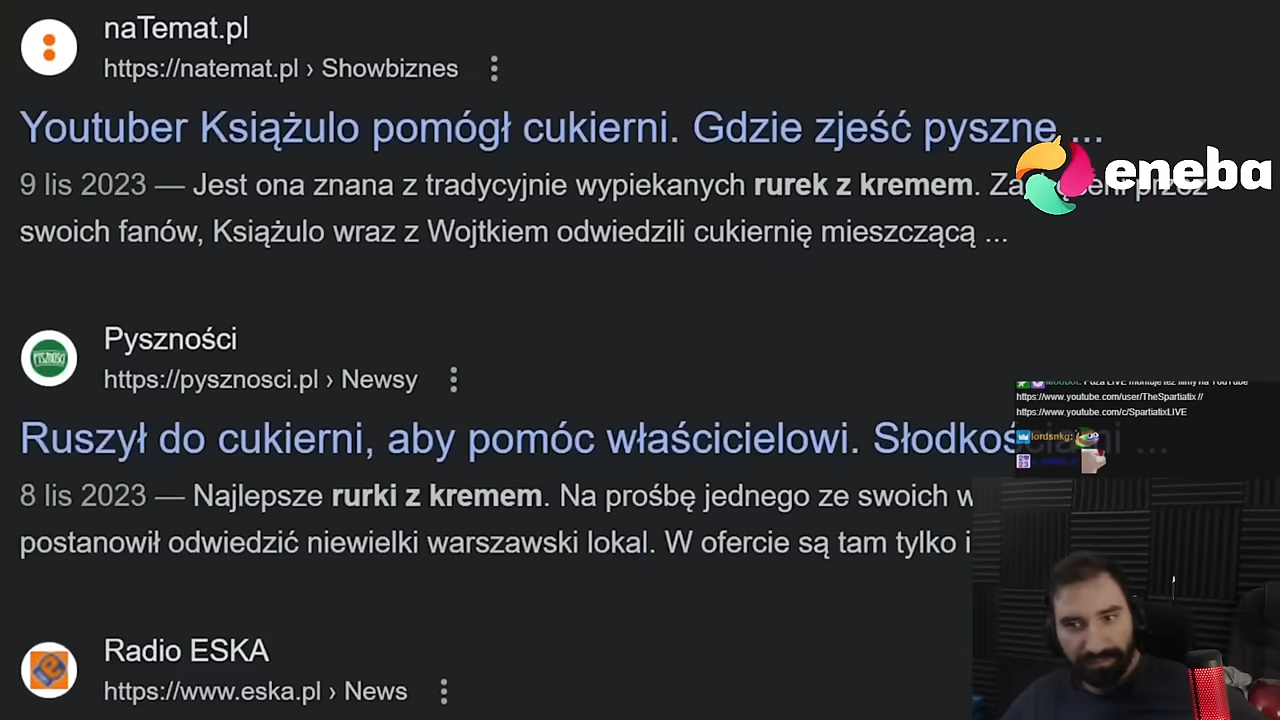 naTemat.pl
https://natemat.pl › Showbiznes
Youtuber Książulo pomógł cukierni. Gdzie zjeść pyszne ...
eneba
9 lis 2023 — Jest ona znana z tradycyjnie wypiekanych rurek z kremem. przez
swoich fanów, Książulo wraz z Wojtkiem odwiedzili cukiernię mieszczącą ...
Pyszności
https://pysznosci.pl › Newsy
Ruszył do cukierni, aby pomóc właścicielowi. ...
8 lis 2023 — Najlepsze rurki z kremem. Na prośbę jednego ze swoich w
postanowił odwiedzić niewielki warszawski lokal. W ofercie są tam tylko i
Radio ESKA
https://www.eska.pl › News
https://www.youtube.com/user/TheSpartiatix //
https://www.youtube.com/c/SpartiatixLIVE
lordsnkg: